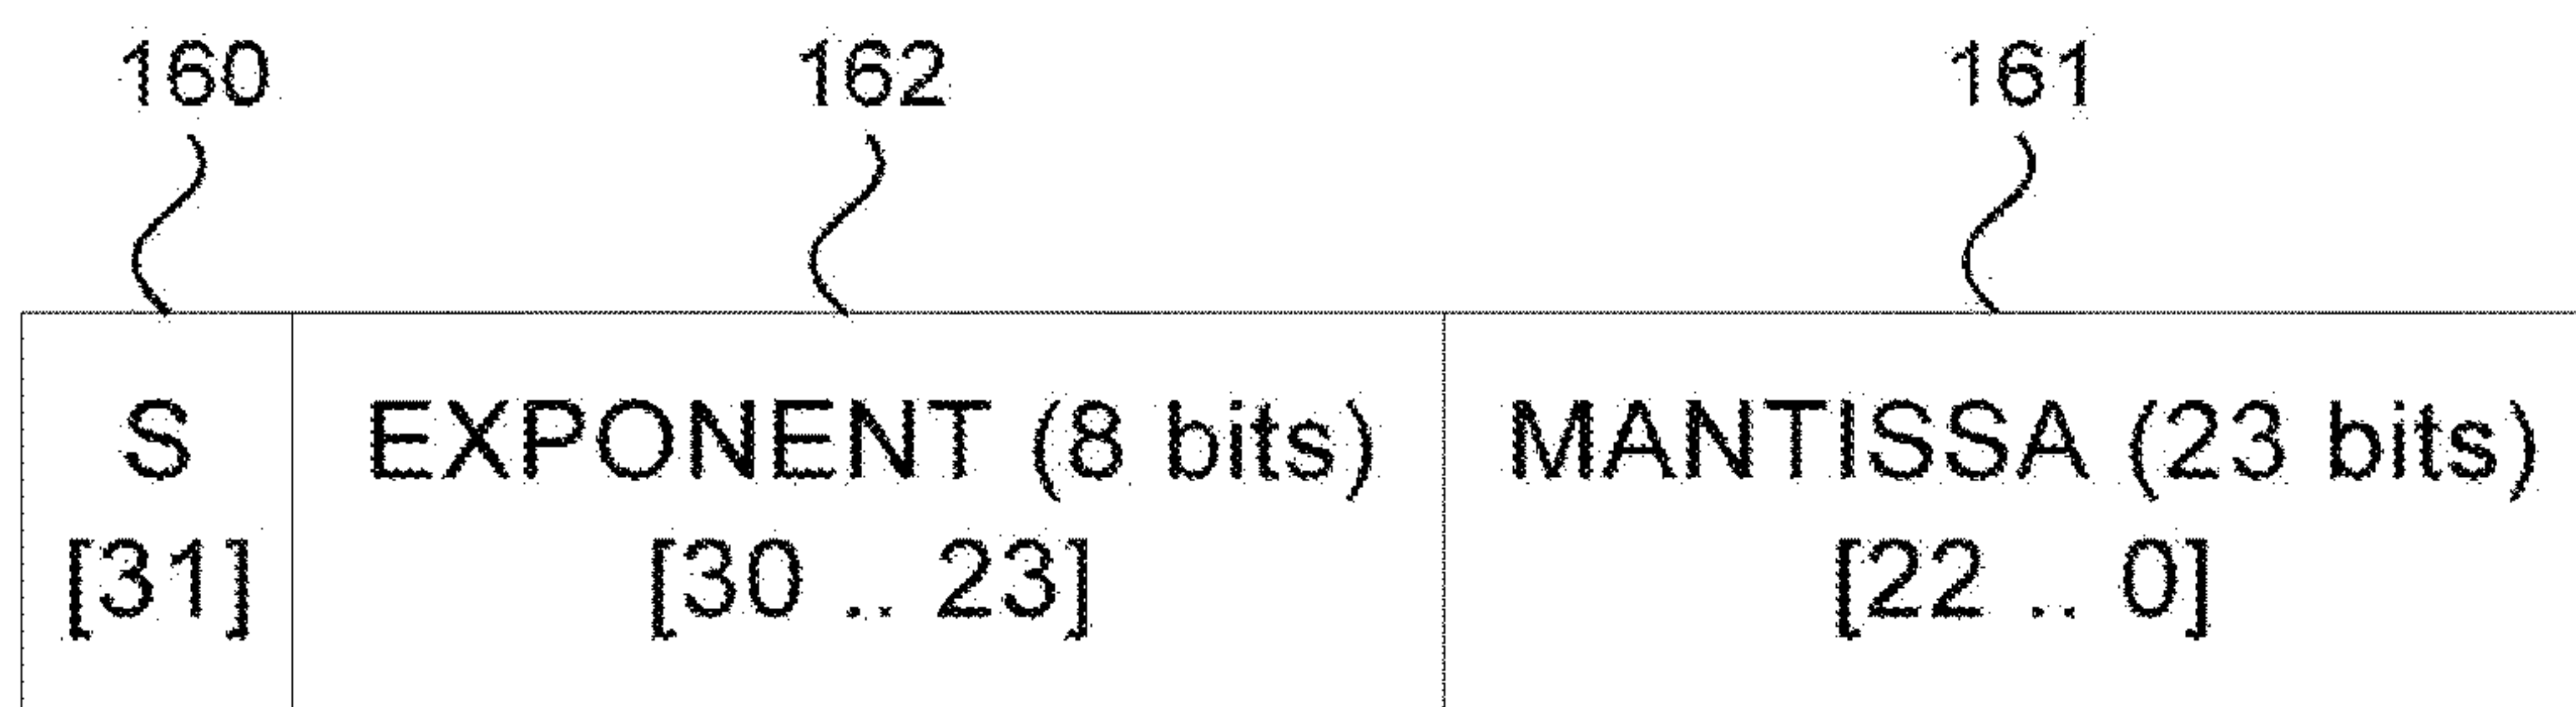 160 162 161
S EXPONENT (8 bits) MANTISSA (23 bits)
[31] [30 .. 23] [22 .. 0]